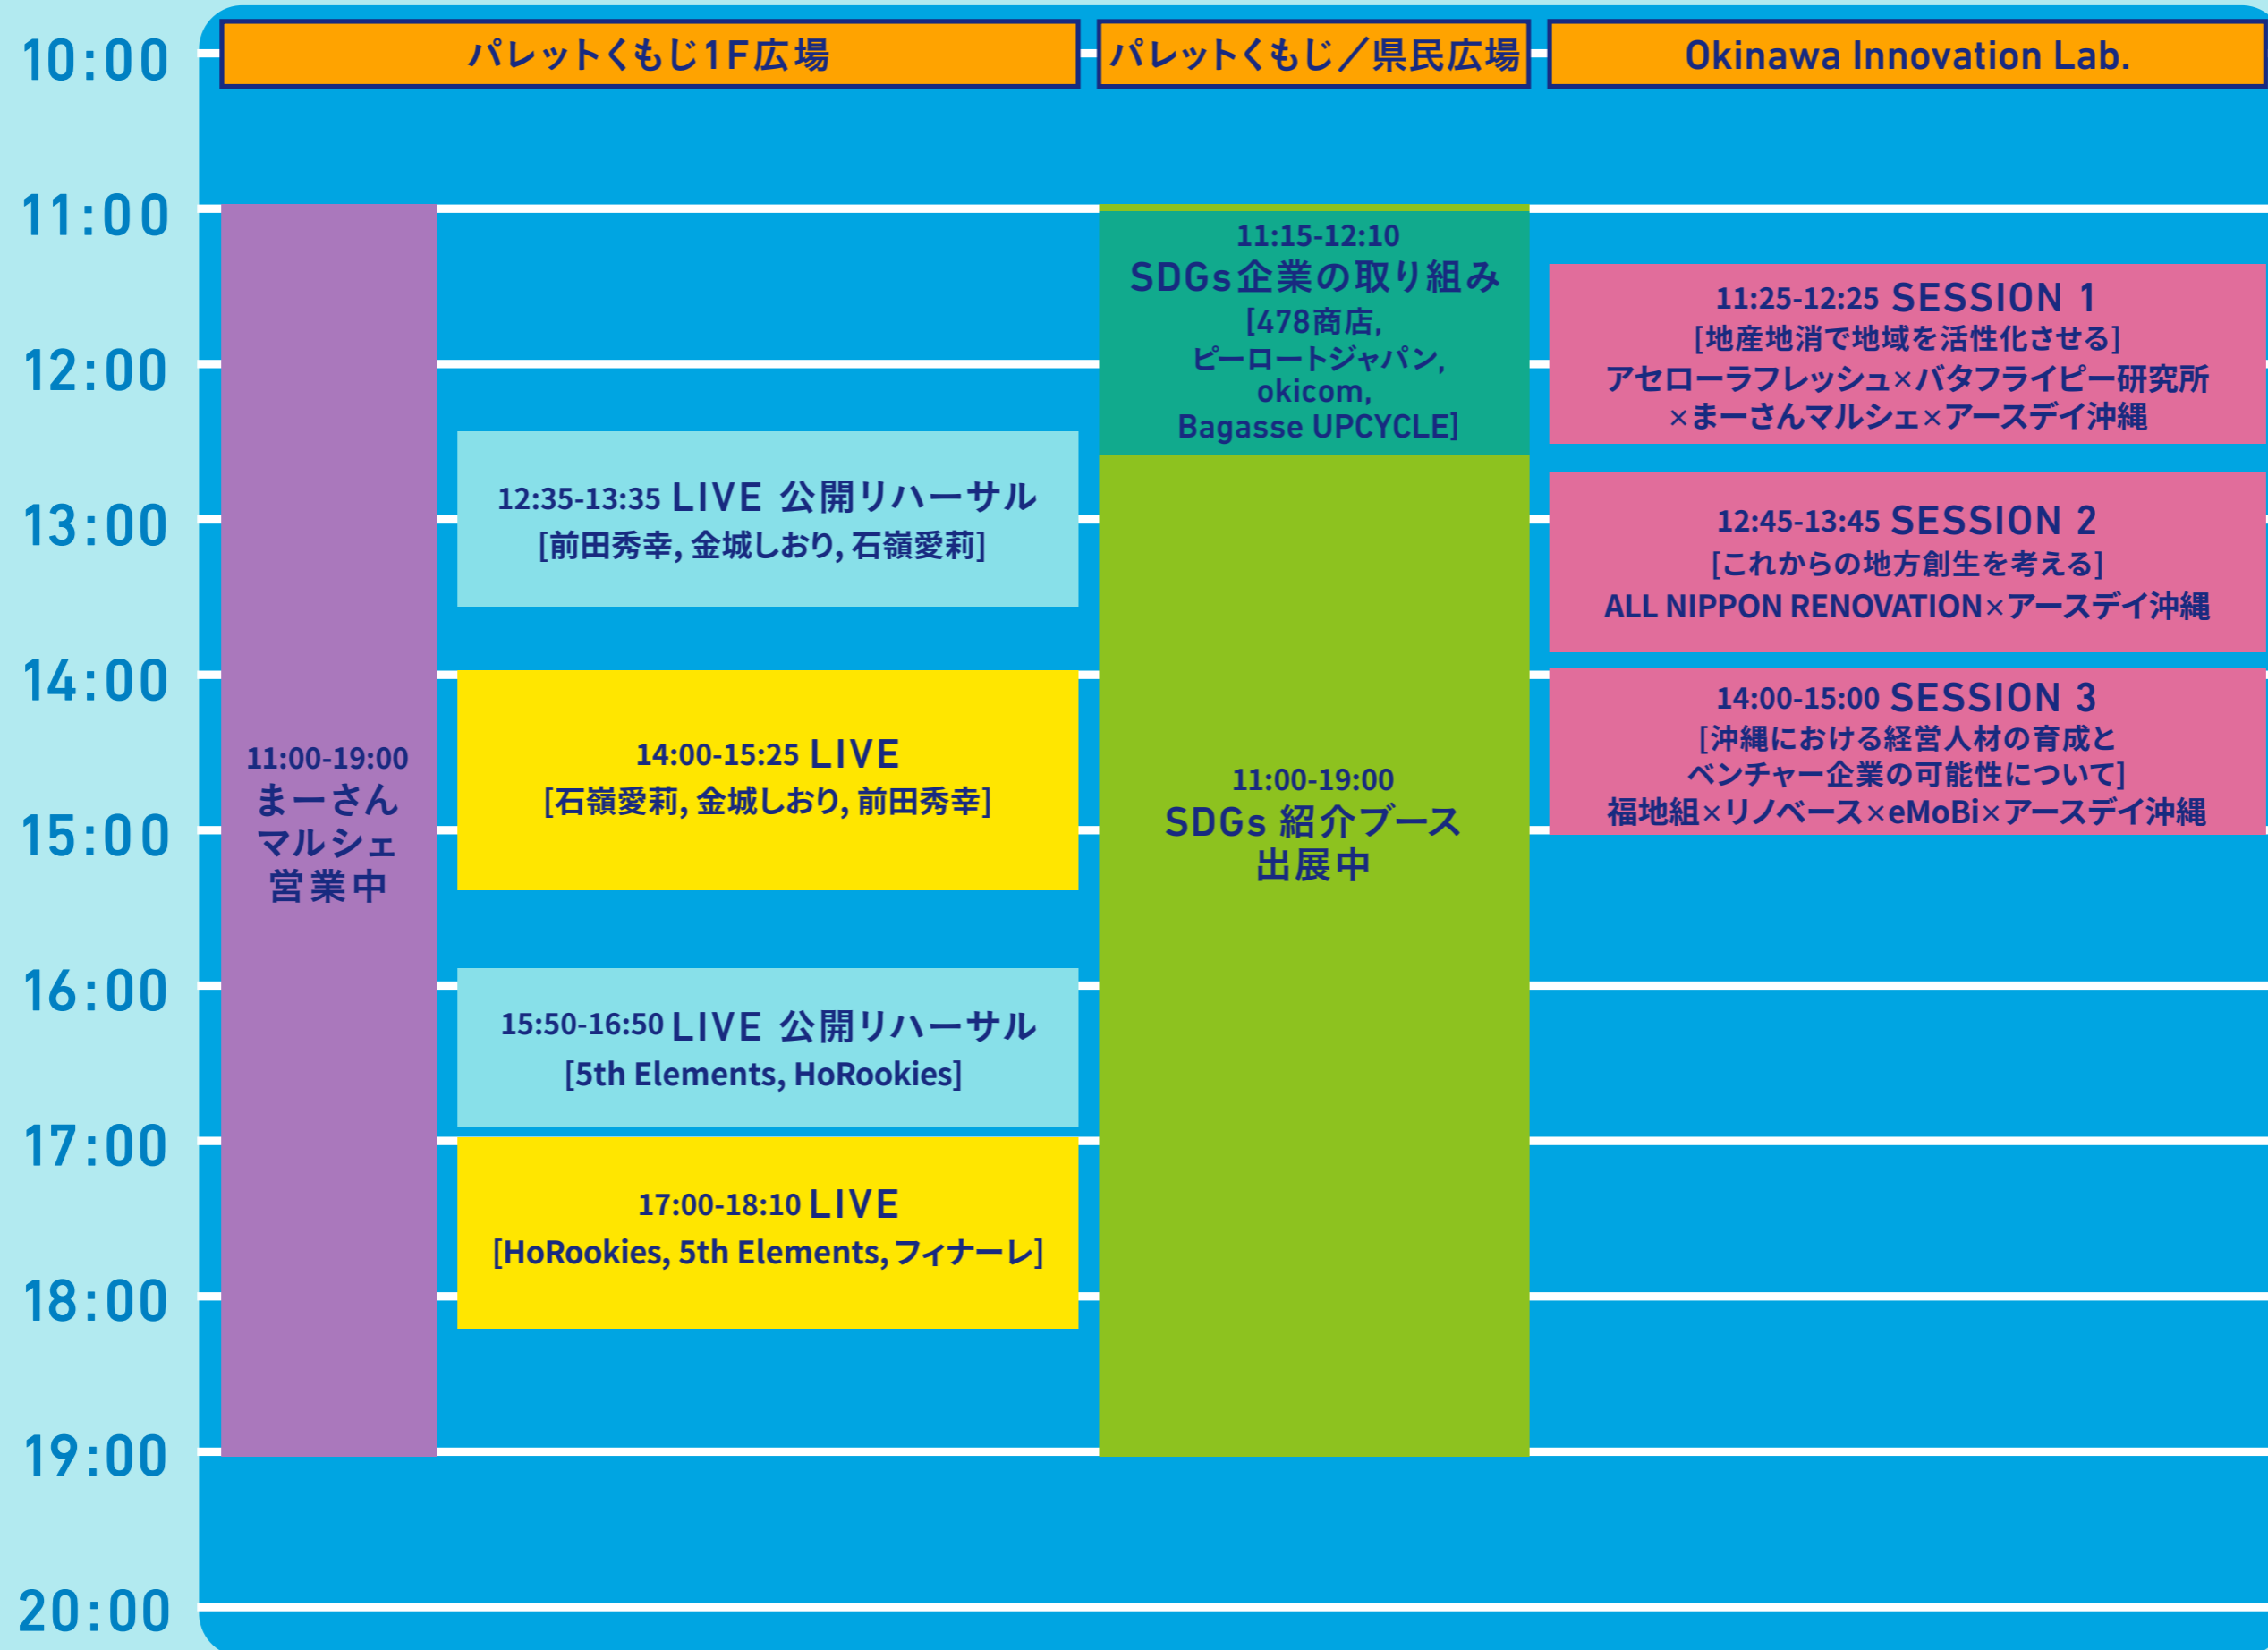 10:00
11:00
12:00
13:00
14:00
15:00
16:00
17:00
18:00
19:00
20:00
パレットくもじ1F広場
11:00-19:00
まーさん
マルシェ
営業中
12:35-13:35 LIVE 公開リハーサル
[前田秀幸, 金城しおり, 石嶺愛莉]
14:00-15:25 LIVE
[石嶺愛莉, 金城しおり, 前田秀幸]
15:50-16:50 LIVE 公開リハーサル
[5th Elements, HoRookies]
17:00-18:10 LIVE
[HoRookies, 5th Elements, フィナーレ]
パレットくもじ／県民広場
11:15-12:10
SDGs企業の取り組み
[478商店,
ピーロートジャパン,
okicom,
Bagasse UPCYCLE]
11:00-19:00
SDGs 紹介ブース
出展中
Okinawa Innovation Lab.
11:25-12:25 SESSION 1
[地産地消で地域を活性化させる]
アセローラフレッシュ×バタフライピー研究所
×まーさんマルシェ×アースデイ沖縄
12:45-13:45 SESSION 2
[これからの地方創生を考える]
ALL NIPPON RENOVATION×アースデイ沖縄
14:00-15:00 SESSION 3
[沖縄における経営人材の育成と
ベンチャー企業の可能性について]
福地組×リノベース×eMoBi×アースデイ沖縄